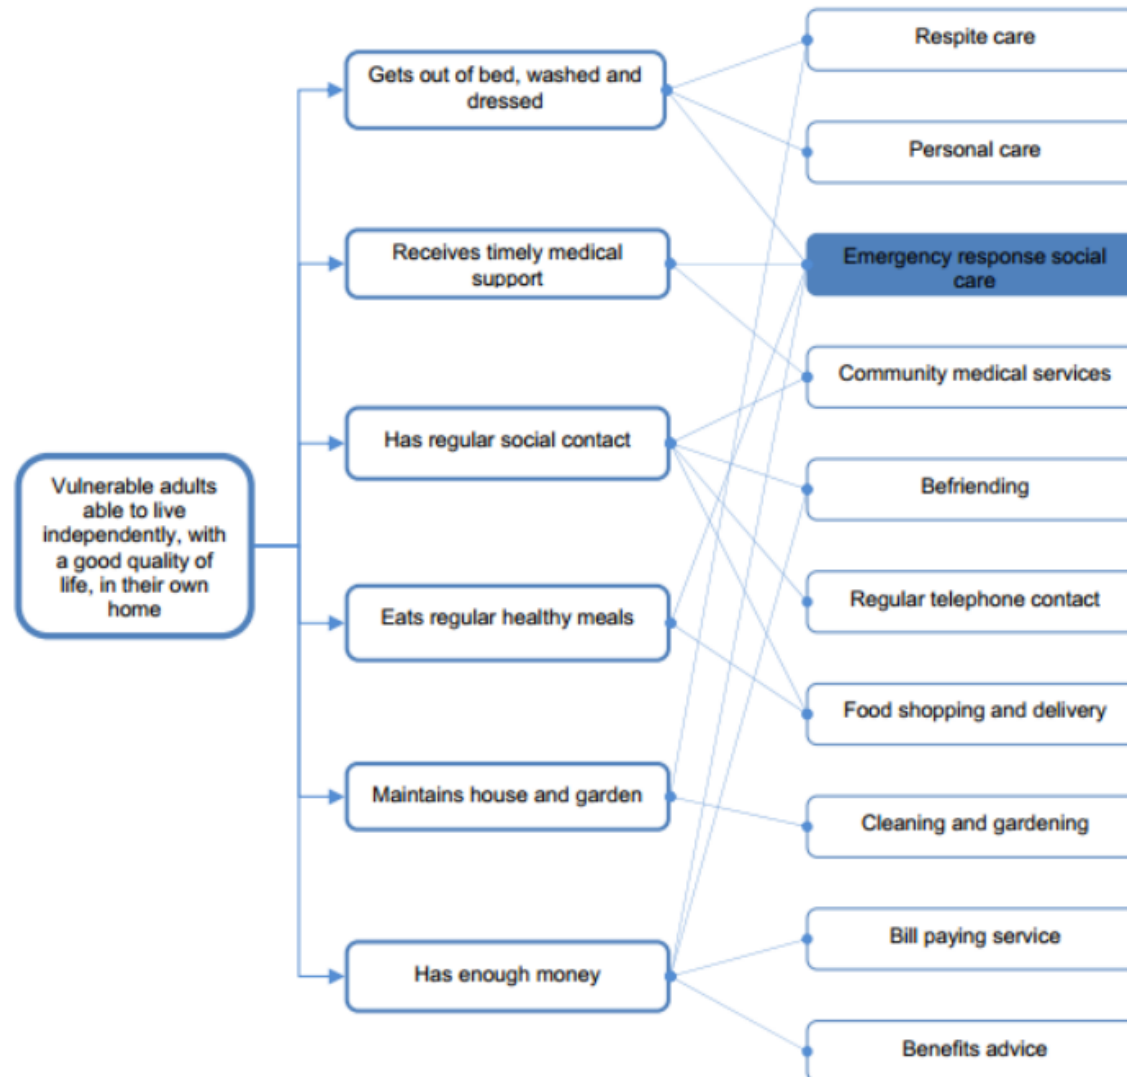 Vulnerable adults
able to live
independently, with
a good quality of
life, in their own
home
Gets out of bed, washed and
dressed
Receives timely medical
support
Has regular social contact
Eats regular healthy meals
Maintains house and garden
Has enough money
Respite care
Personal care
Emergency response social
care
Community medical services
Befriending
Regular telephone contact
Food shopping and delivery
Cleaning and gardening
Bill paying service
Benefits advice